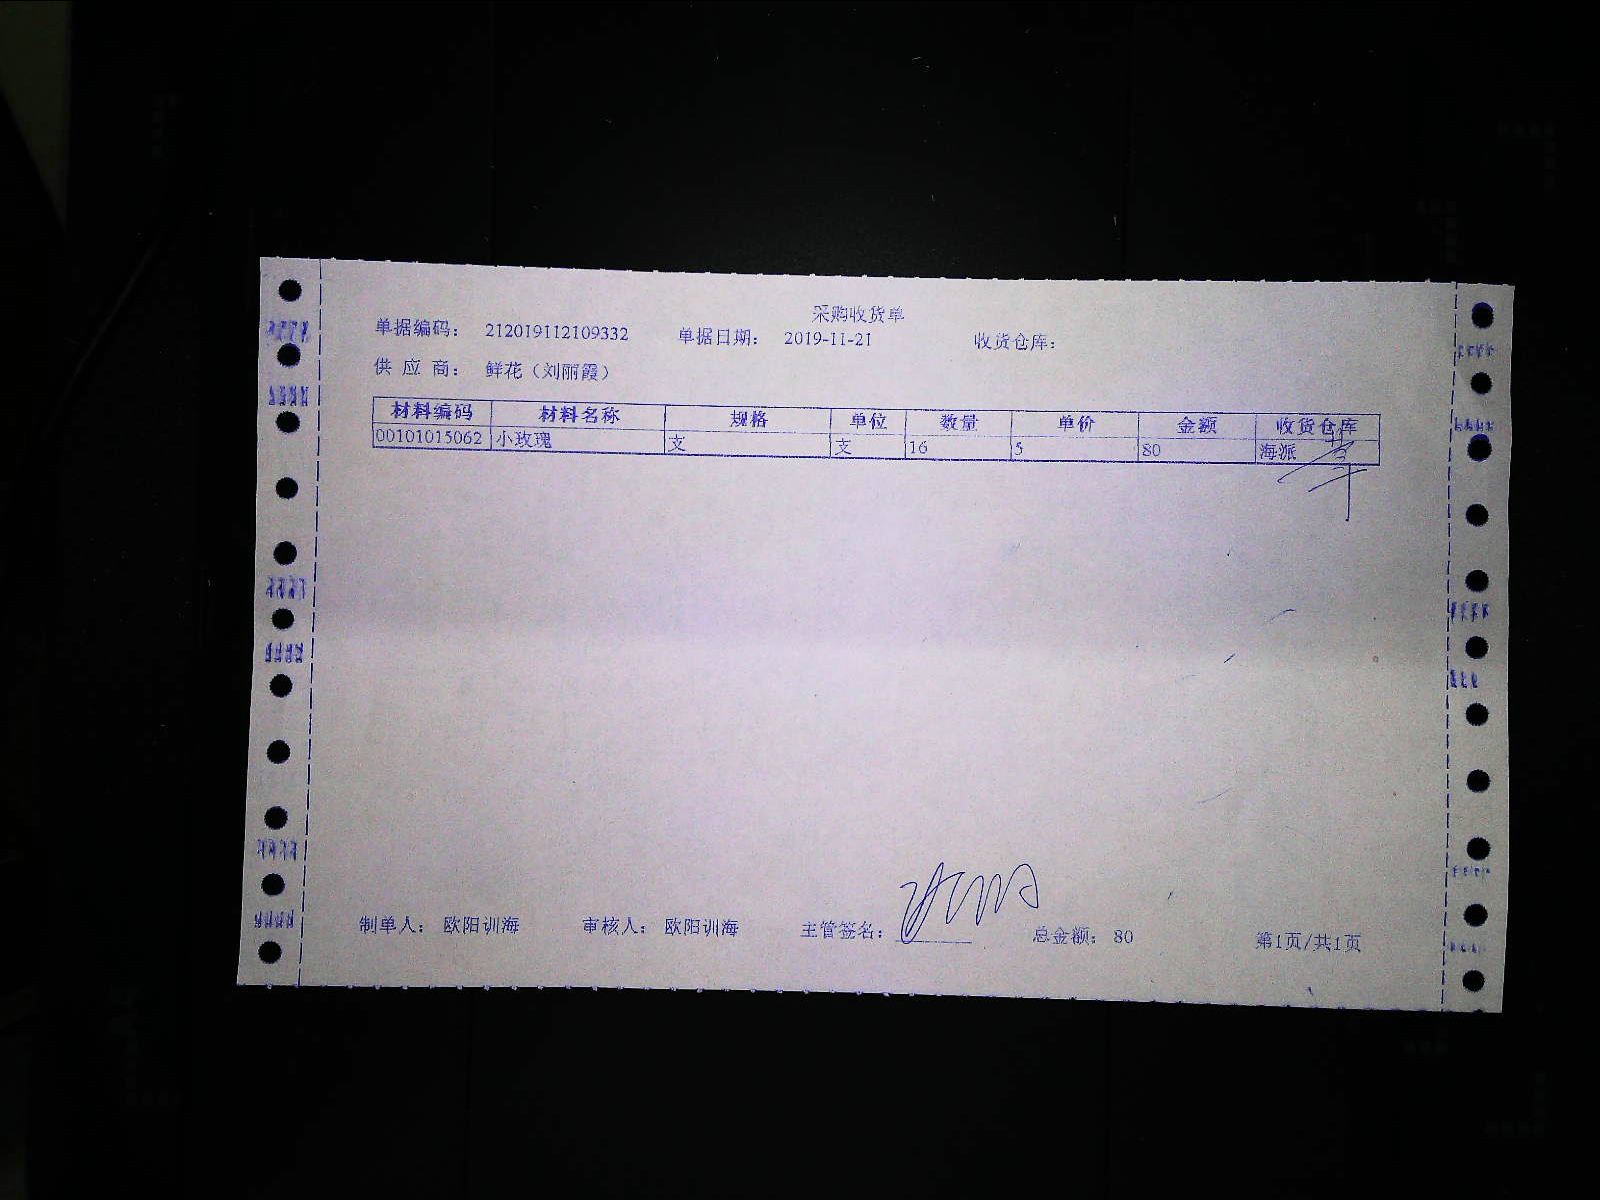 采购收货单
单据编码： 212019112109332 单据日期： 2019-11-21 收货仓库：
供 应 商： 鲜花（刘丽霞）
材料编码 材料名称 规格 单位 数量 单价 金额 收货仓库
00101015062 小玫瑰 支 支 16 5 80 海派
制单人： 欧阳训海 审核人： 欧阳训海 主管签名： 总金额： 80 第1页/共1页